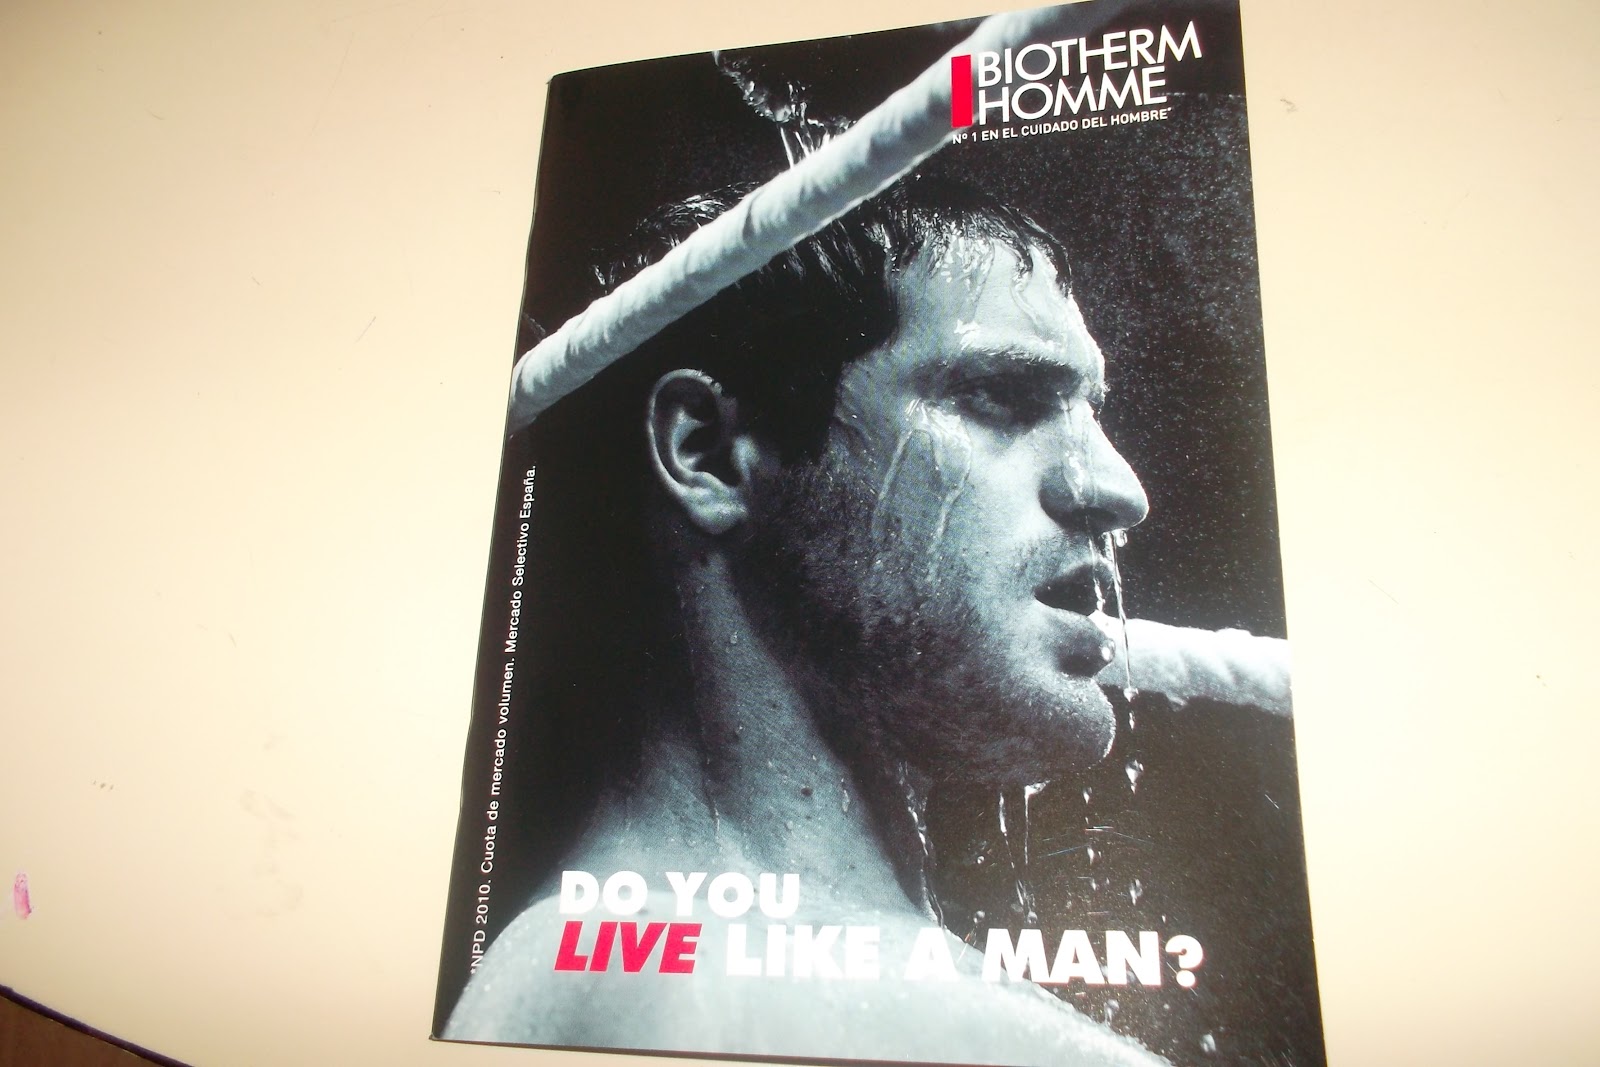 BIOTHERM
HOMME
Nº 1 EN EL CUIDADO DEL HOMBRE*
*NPD 2010. Cuota de mercado volumen. Mercado Selectivo España.
DO YOU
LIVE LIKE A MAN?